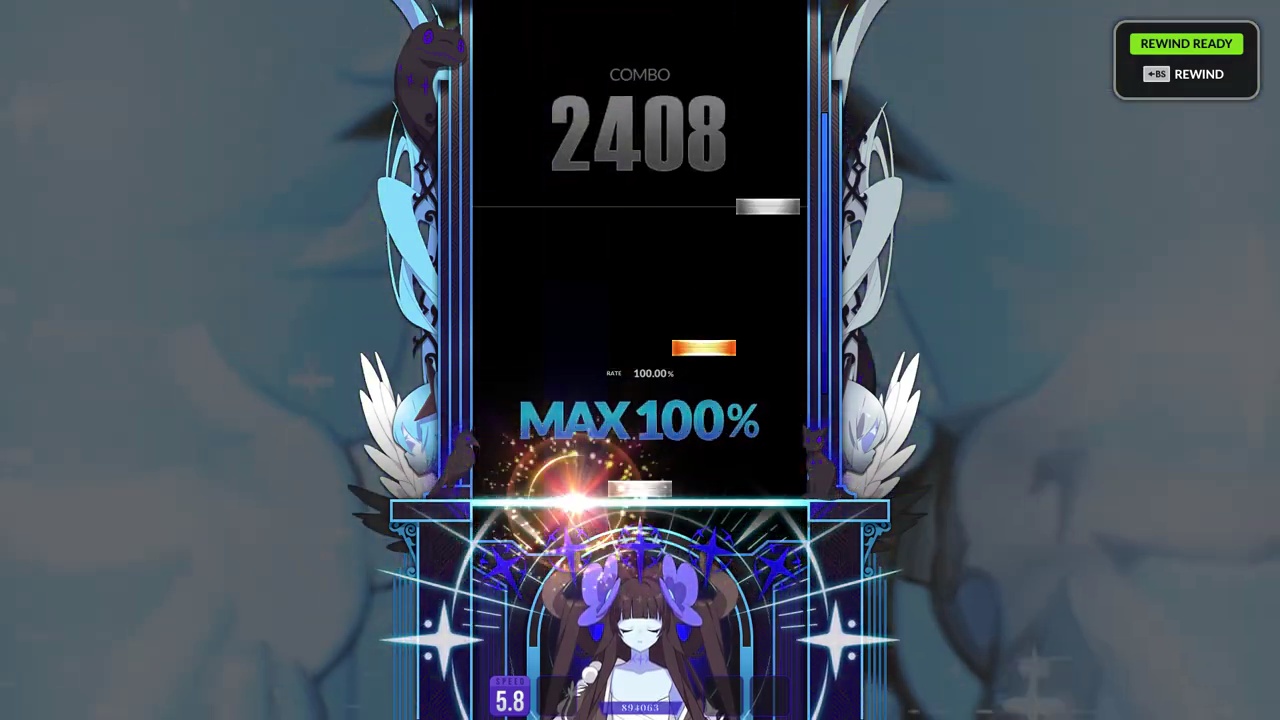 REWIND READY
←BS REWIND
COMBO
2408
RATE 100.00%
MAX 100%
SPEED
5.8
894063